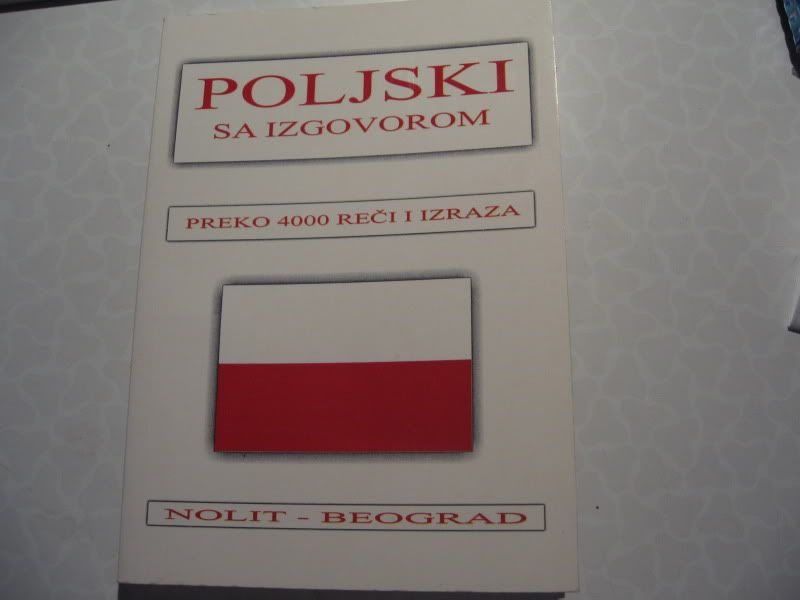 POLJSKI
SA IZGOVOROM
PREKO 4000 REČI I IZRAZA
NOLIT - BEOGRAD